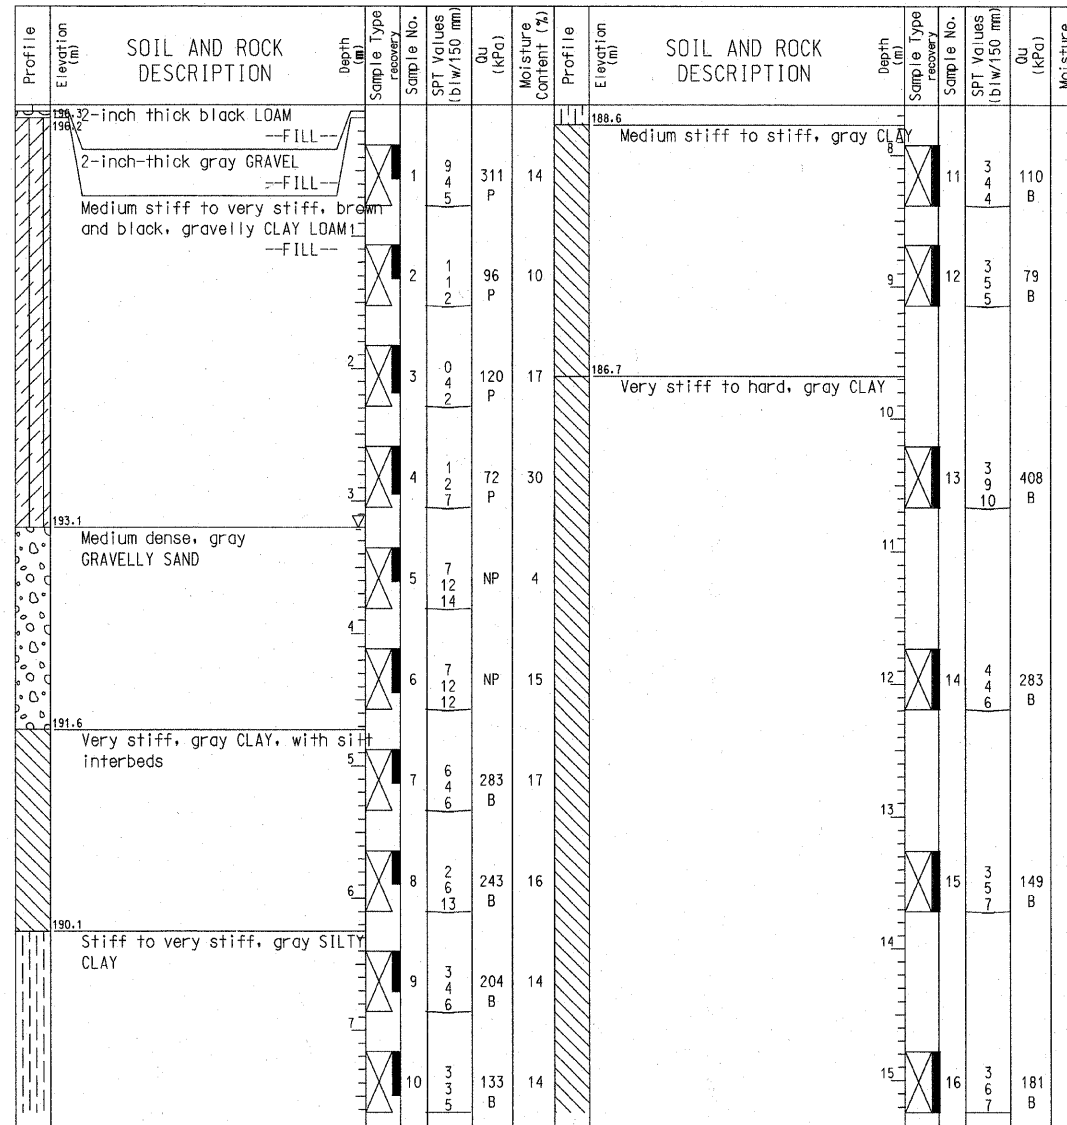 Profile
Elevation (m)
SOIL AND ROCK
DESCRIPTION
Depth (m)
Sample Type
recovery
Sample No.
SPT Values
(blw/150 mm)
Qu
(kPa)
Moisture
Content (%)
196.3 2-inch thick black LOAM
--FILL--
196.2
2-inch-thick gray GRAVEL
--FILL--
Medium stiff to very stiff, brown
and black, gravelly CLAY LOAM 1
--FILL--
1 9 4 5 311 P 14
2 1 1 2 96 P 10
2
3 0 4 2 120 P 17
4 1 2 7 72 P 30
3
193.1
Medium dense, gray
GRAVELLY SAND
5 7 12 14 NP 4
4
6 7 12 12 NP 15
191.6
Very stiff, gray CLAY, with silt
interbeds
5
7 6 4 6 283 B 17
8 2 6 13 243 B 16
6
190.1
Stiff to very stiff, gray SILTY
CLAY
9 3 4 6 204 B 14
7
10 3 3 5 133 B 14
Profile
Elevation (m)
SOIL AND ROCK
DESCRIPTION
Depth (m)
Sample Type
recovery
Sample No.
SPT Values
(blw/150 mm)
Qu
(kPa)
Moisture
188.6
Medium stiff to stiff, gray CLAY
8
11 3 4 4 110 B
9
12 3 5 5 79 B
186.7
Very stiff to hard, gray CLAY
10
13 3 9 10 408 B
11
12
14 4 4 6 283 B
13
15 3 5 7 149 B
14
15
16 3 6 7 181 B